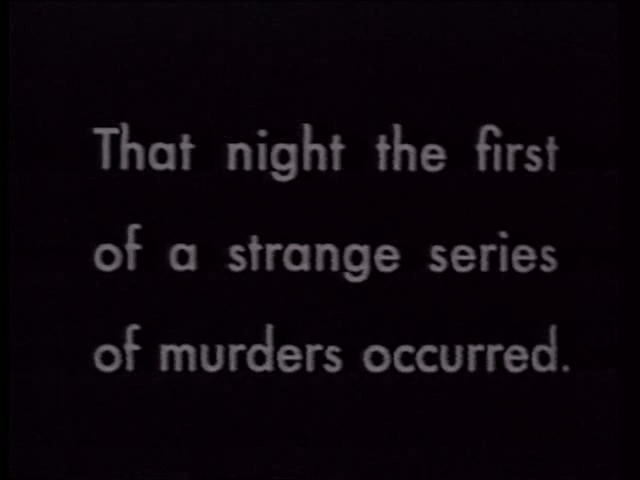 That night the first
of a strange series
of murders occurred.